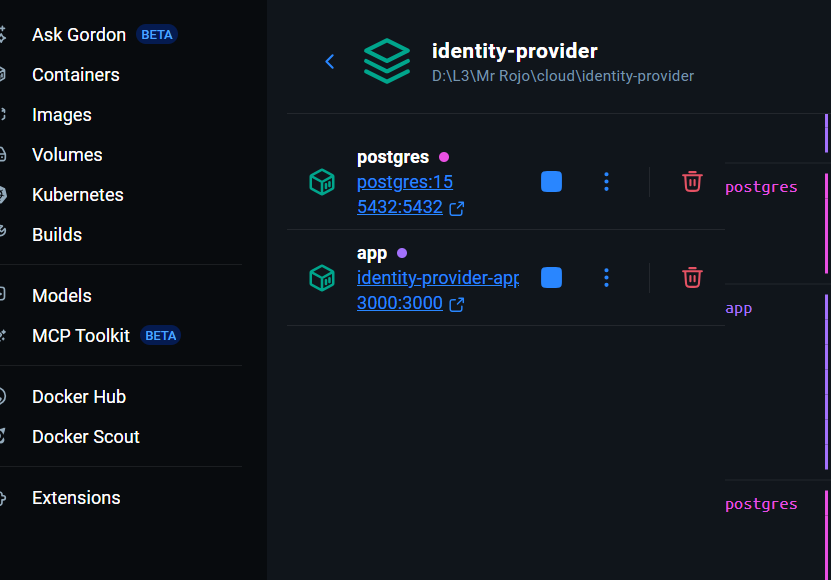 Ask Gordon BETA
Containers
Images
Volumes
Kubernetes
Builds
Models
MCP Toolkit BETA
Docker Hub
Docker Scout
Extensions
identity-provider
D:\L3\Mr Rojo\cloud\identity-provider
postgres
postgres:15
5432:5432
app
identity-provider-app
3000:3000
postgres
app
postgres